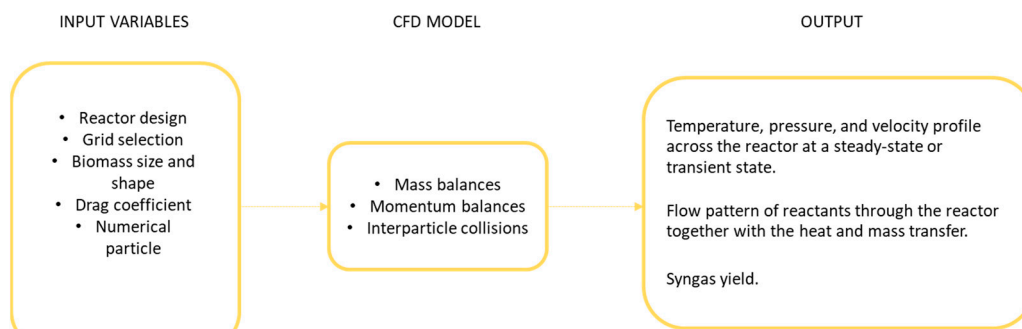 INPUT VARIABLES
• Reactor design
• Grid selection
• Biomass size and
shape
• Drag coefficient
• Numerical
particle
CFD MODEL
• Mass balances
• Momentum balances
• Interparticle collisions
OUTPUT
Temperature, pressure, and velocity profile
across the reactor at a steady-state or
transient state.
Flow pattern of reactants through the reactor
together with the heat and mass transfer.
Syngas yield.